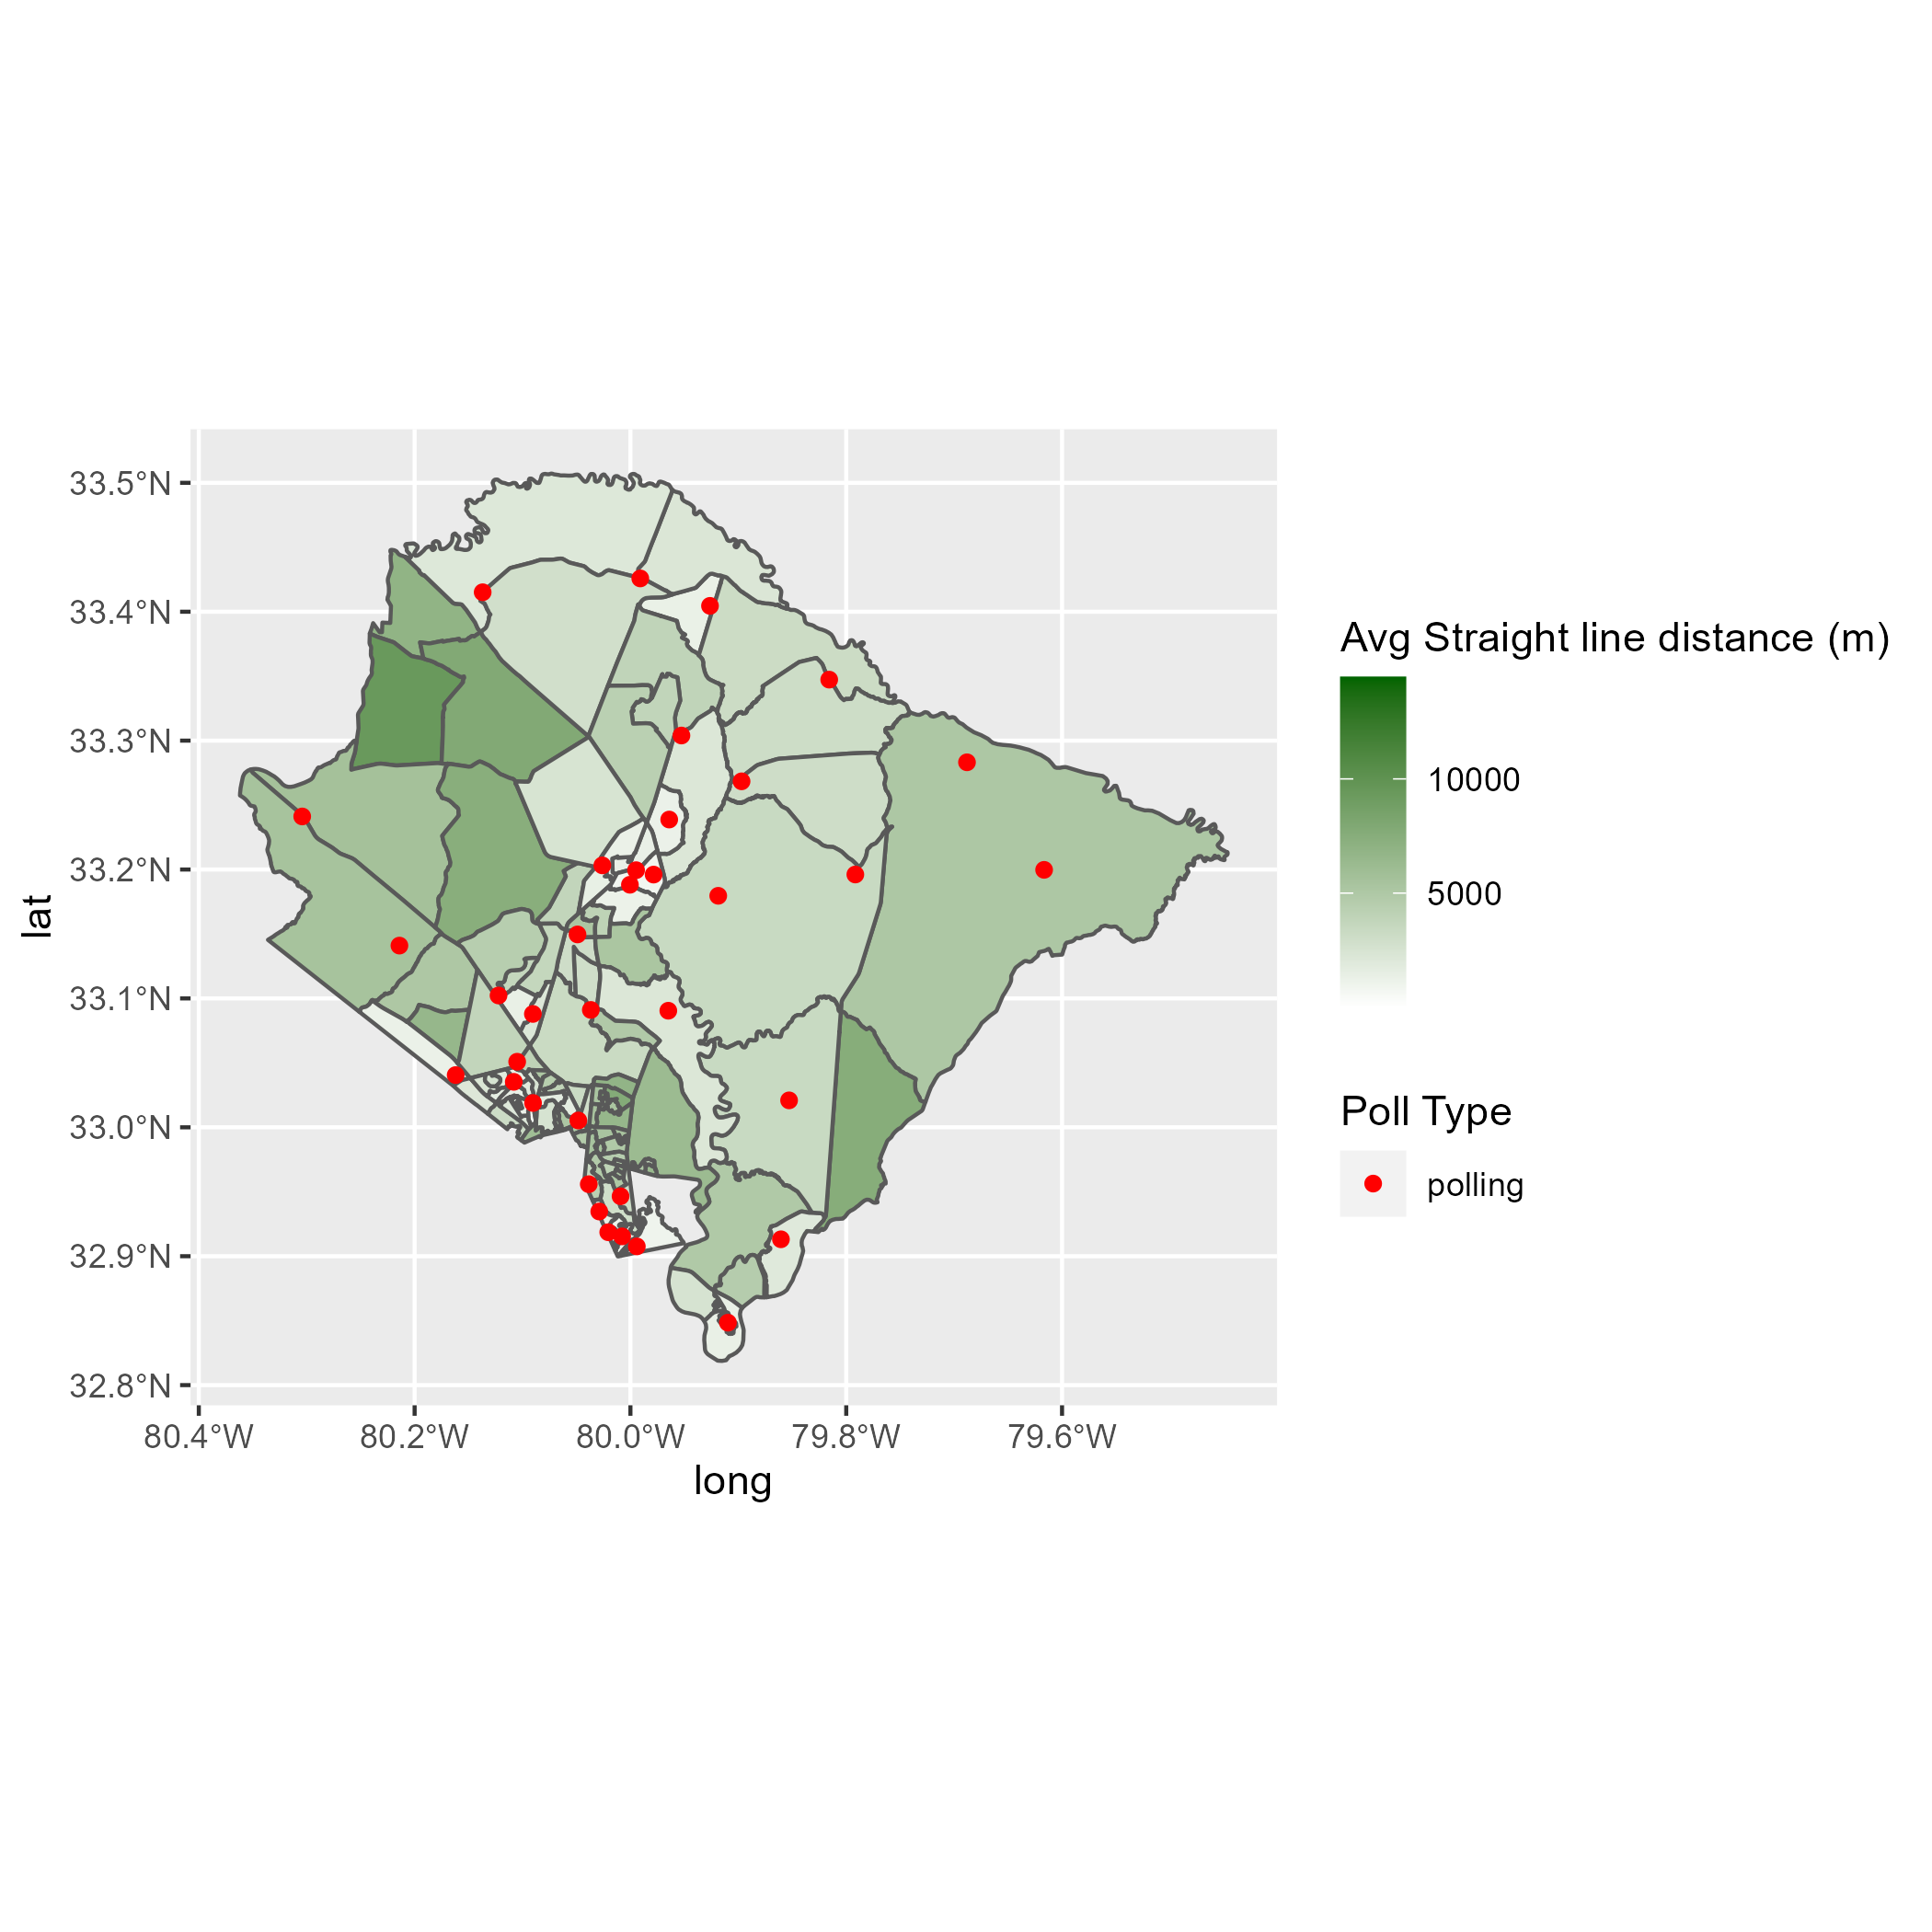 33.5°N
33.4°N
33.3°N
33.2°N
33.1°N
33.0°N
32.9°N
32.8°N
80.4°W 80.2°W 80.0°W 79.8°W 79.6°W
long
lat
Avg Straight line distance (m)
10000
5000
Poll Type
polling